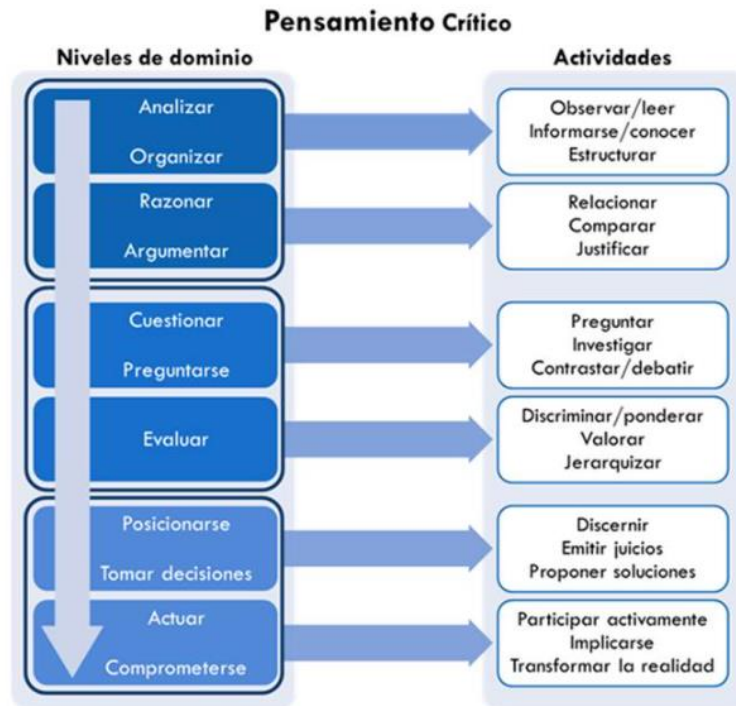 Pensamiento Crítico
Niveles de dominio
Actividades
Analizar
Organizar
Observar/leer
Informarse/conocer
Estructurar
Razonar
Argumentar
Relacionar
Comparar
Justificar
Cuestionar
Preguntarse
Preguntar
Investigar
Contrastar/debatir
Evaluar
Discriminar/ponderar
Valorar
Jerarquizar
Posicionarse
Tomar decisiones
Discernir
Emitir juicios
Proponer soluciones
Actuar
Comprometerse
Participar activamente
Implicarse
Transformar la realidad